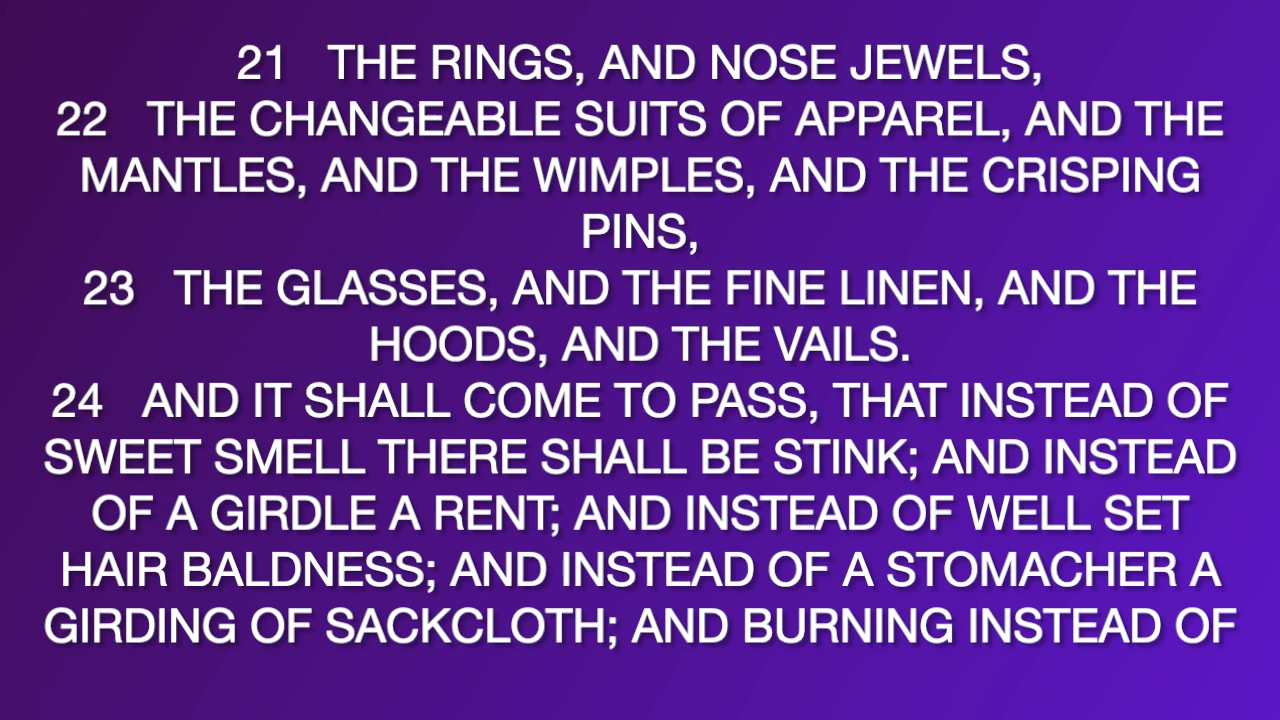 21 THE RINGS, AND NOSE JEWELS,
22 THE CHANGEABLE SUITS OF APPAREL, AND THE
MANTLES, AND THE WIMPLES, AND THE CRISPING
PINS,
23 THE GLASSES, AND THE FINE LINEN, AND THE
HOODS, AND THE VAILS.
24 AND IT SHALL COME TO PASS, THAT INSTEAD OF
SWEET SMELL THERE SHALL BE STINK; AND INSTEAD
OF A GIRDLE A RENT; AND INSTEAD OF WELL SET
HAIR BALDNESS; AND INSTEAD OF A STOMACHER A
GIRDING OF SACKCLOTH; AND BURNING INSTEAD OF